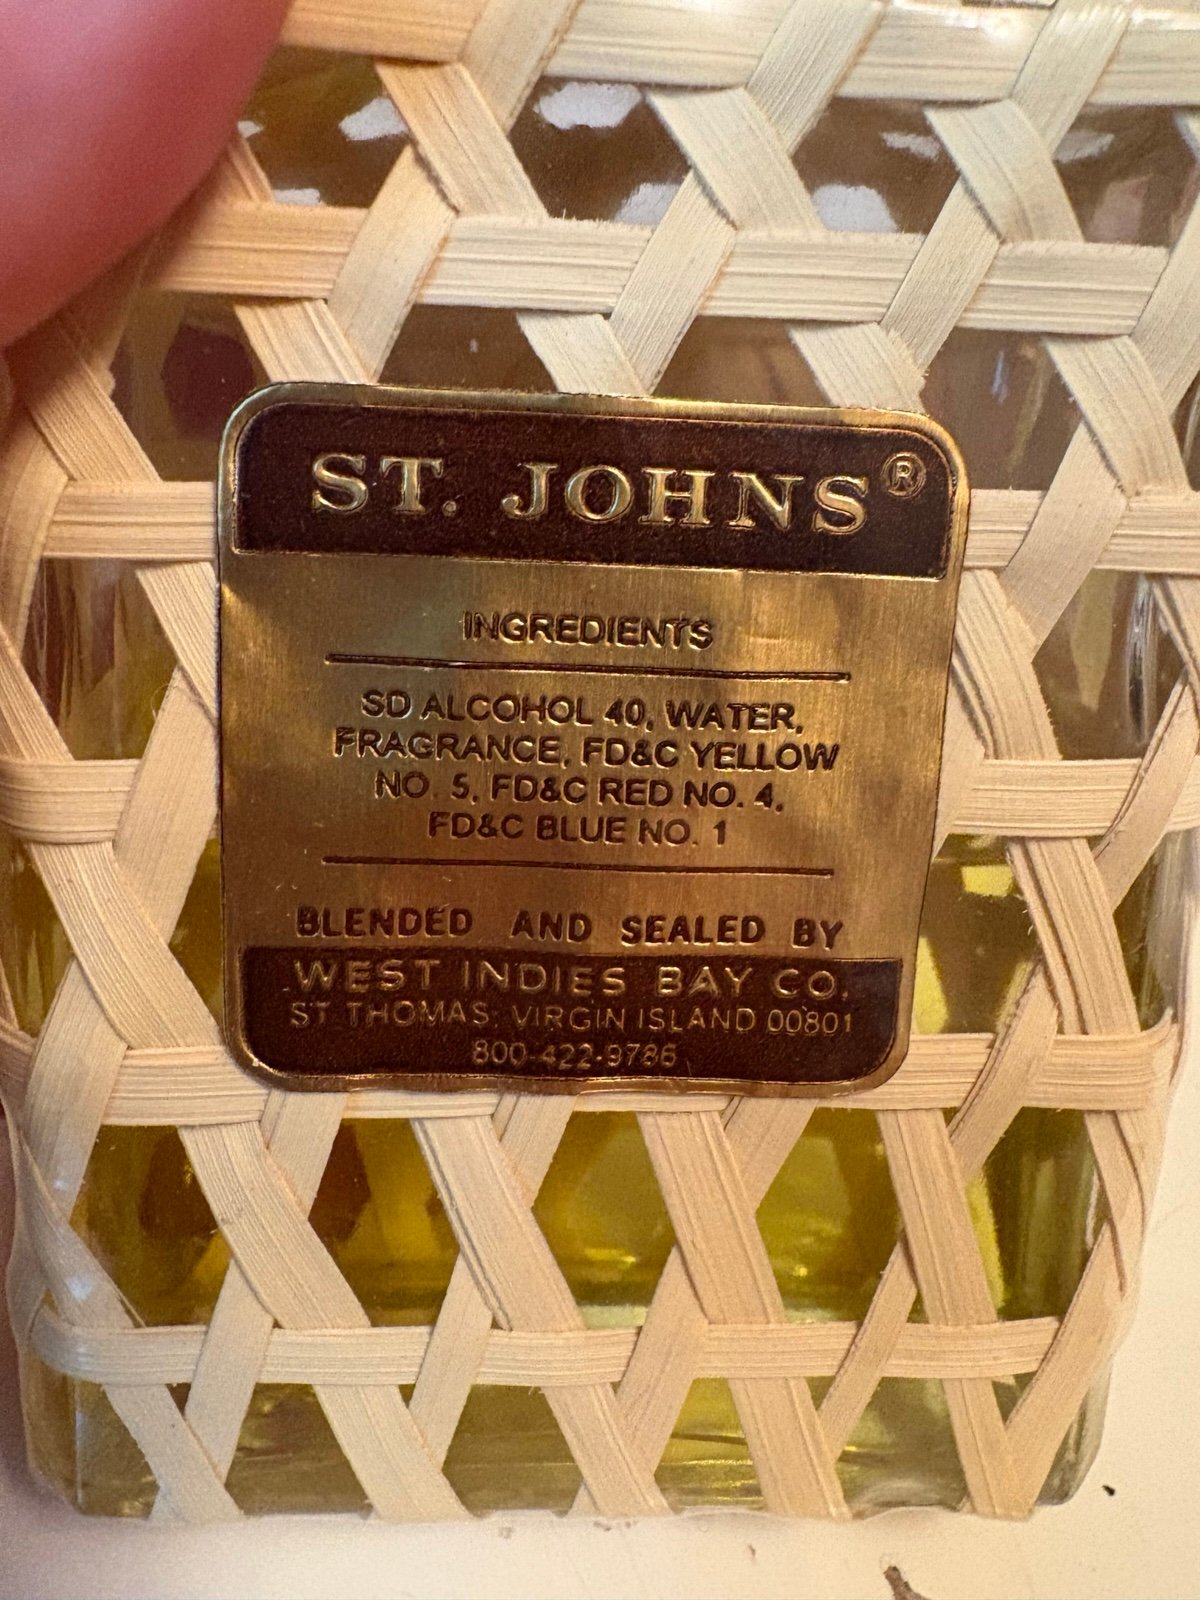 ST. JOHNS®
INGREDIENTS
SD ALCOHOL 40, WATER,
FRAGRANCE, FD&C YELLOW
NO. 5, FD&C RED NO. 4,
FD&C BLUE NO. 1
BLENDED AND SEALED BY
WEST INDIES BAY CO.
ST THOMAS, VIRGIN ISLAND 00801
800-422-9786